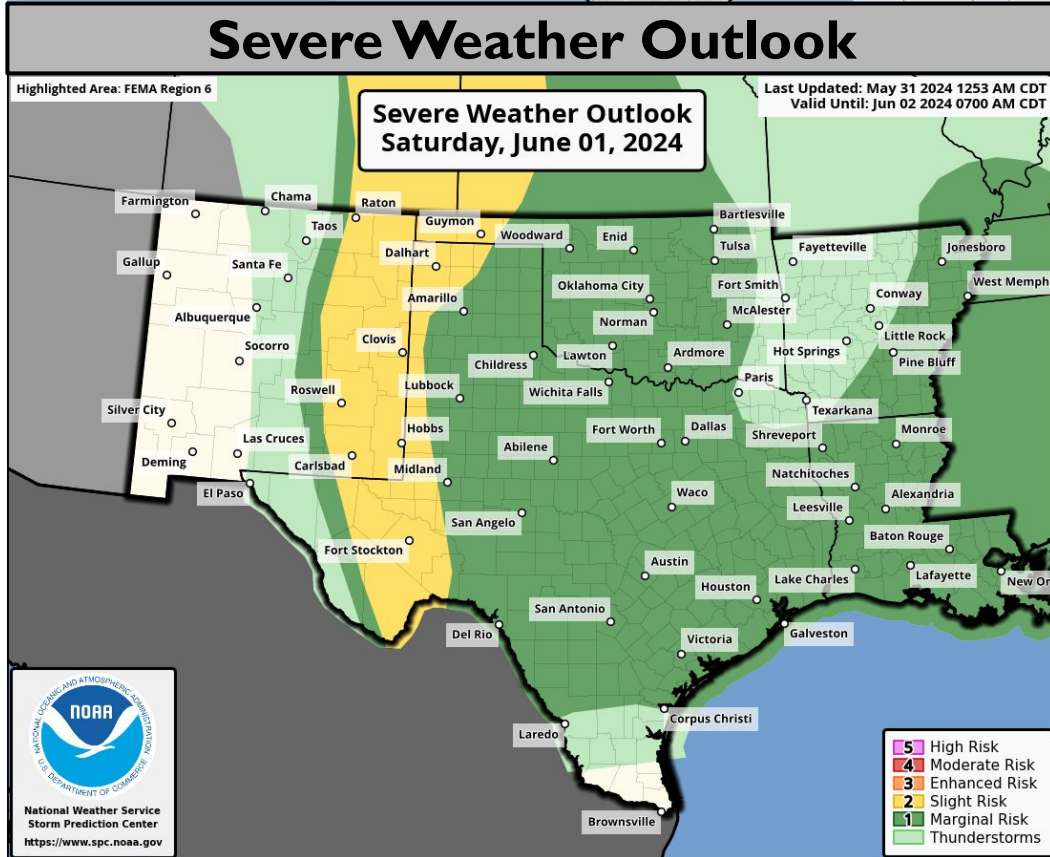 Severe Weather Outlook
Highlighted Area: FEMA Region 6
Last Updated: May 31 2024 1253 AM CDT
Valid Until: Jun 02 2024 0700 AM CDT
Severe Weather Outlook
Saturday, June 01, 2024
Farmington
Chama
Raton
Taos
Guymon
Woodward
Enid
Bartlesville
Tulsa
Fayetteville
Jonesboro
Gallup
Santa Fe
Dalhart
West Memph
Albuquerque
Amarillo
Oklahoma City
Fort Smith
Conway
Norman
McAlester
Little Rock
Socorro
Clovis
Childress
Lawton
Ardmore
Hot Springs
Pine Bluff
Roswell
Lubbock
Wichita Falls
Paris
Texarkana
Silver City
Las Cruces
Hobbs
Fort Worth
Dallas
Shreveport
Monroe
Deming
Carlsbad
Midland
Abilene
Natchitoches
El Paso
Waco
Alexandria
San Angelo
Leesville
Fort Stockton
Baton Rouge
Austin
Houston
Lake Charles
Lafayette
New Or
San Antonio
Del Rio
Victoria
Galveston
Laredo
Corpus Christi
Brownsville
NATIONAL OCEANIC AND ATMOSPHERIC ADMINISTRATION
NOAA
U.S. DEPARTMENT OF COMMERCE
National Weather Service
Storm Prediction Center
https://www.spc.noaa.gov
5 High Risk
4 Moderate Risk
3 Enhanced Risk
2 Slight Risk
1 Marginal Risk
Thunderstorms